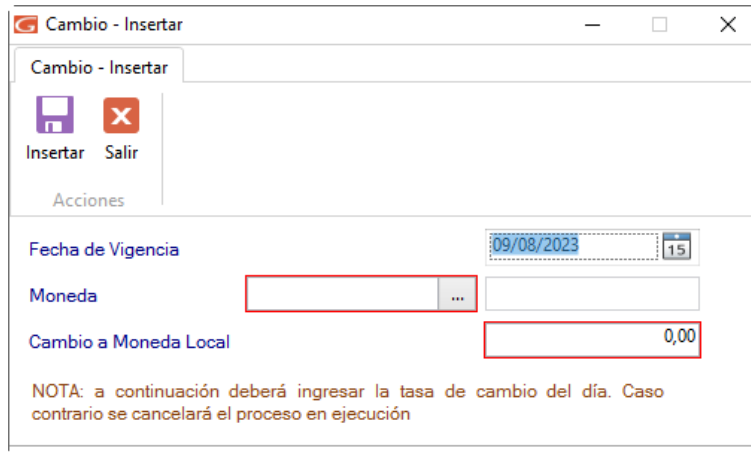 Cambio - Insertar
Cambio - Insertar
Insertar Salir
Acciones
Fecha de Vigencia 09/08/2023 15
Moneda ...
Cambio a Moneda Local 0,00
NOTA: a continuación deberá ingresar la tasa de cambio del día. Caso
contrario se cancelará el proceso en ejecución